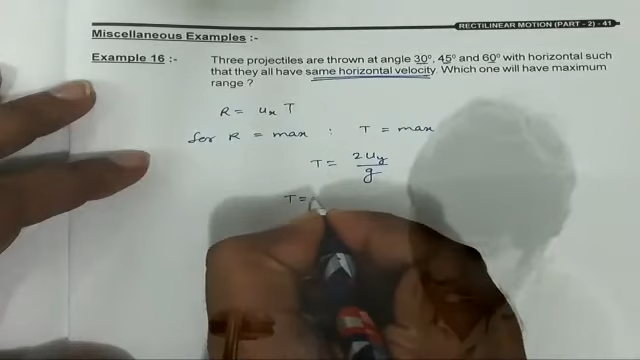 RECTILINEAR MOTION (PART - 2) - 41
Miscellaneous Examples :-
Example 16 :- Three projectiles are thrown at angle 30°, 45° and 60° with horizontal such
that they all have same horizontal velocity. Which one will have maximum
range ?
R = uₓ T
for R = max : T = max
T = 2u_y / g
T =